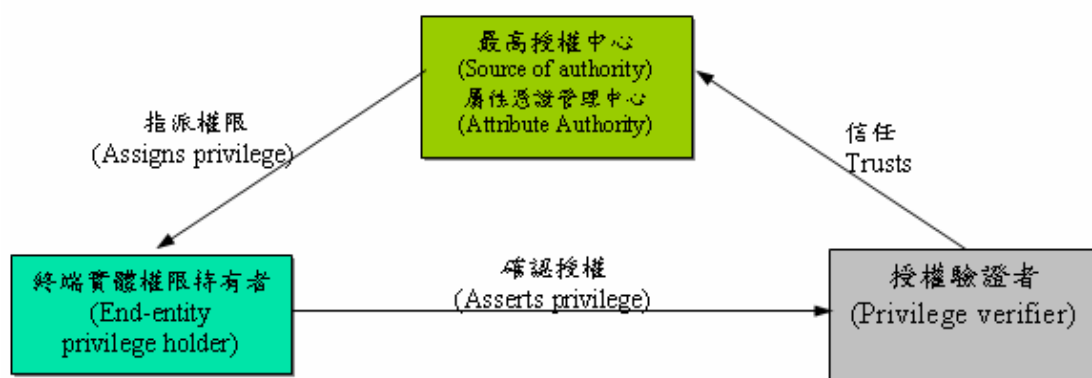 最高授權中心
(Source of authority)
屬性憑證管理中心
(Attribute Authority)
指派權限
(Assigns privilege)
信任
Trusts
終端實體權限持有者
(End-entity
privilege holder)
確認授權
(Asserts privilege)
授權驗證者
(Privilege verifier)